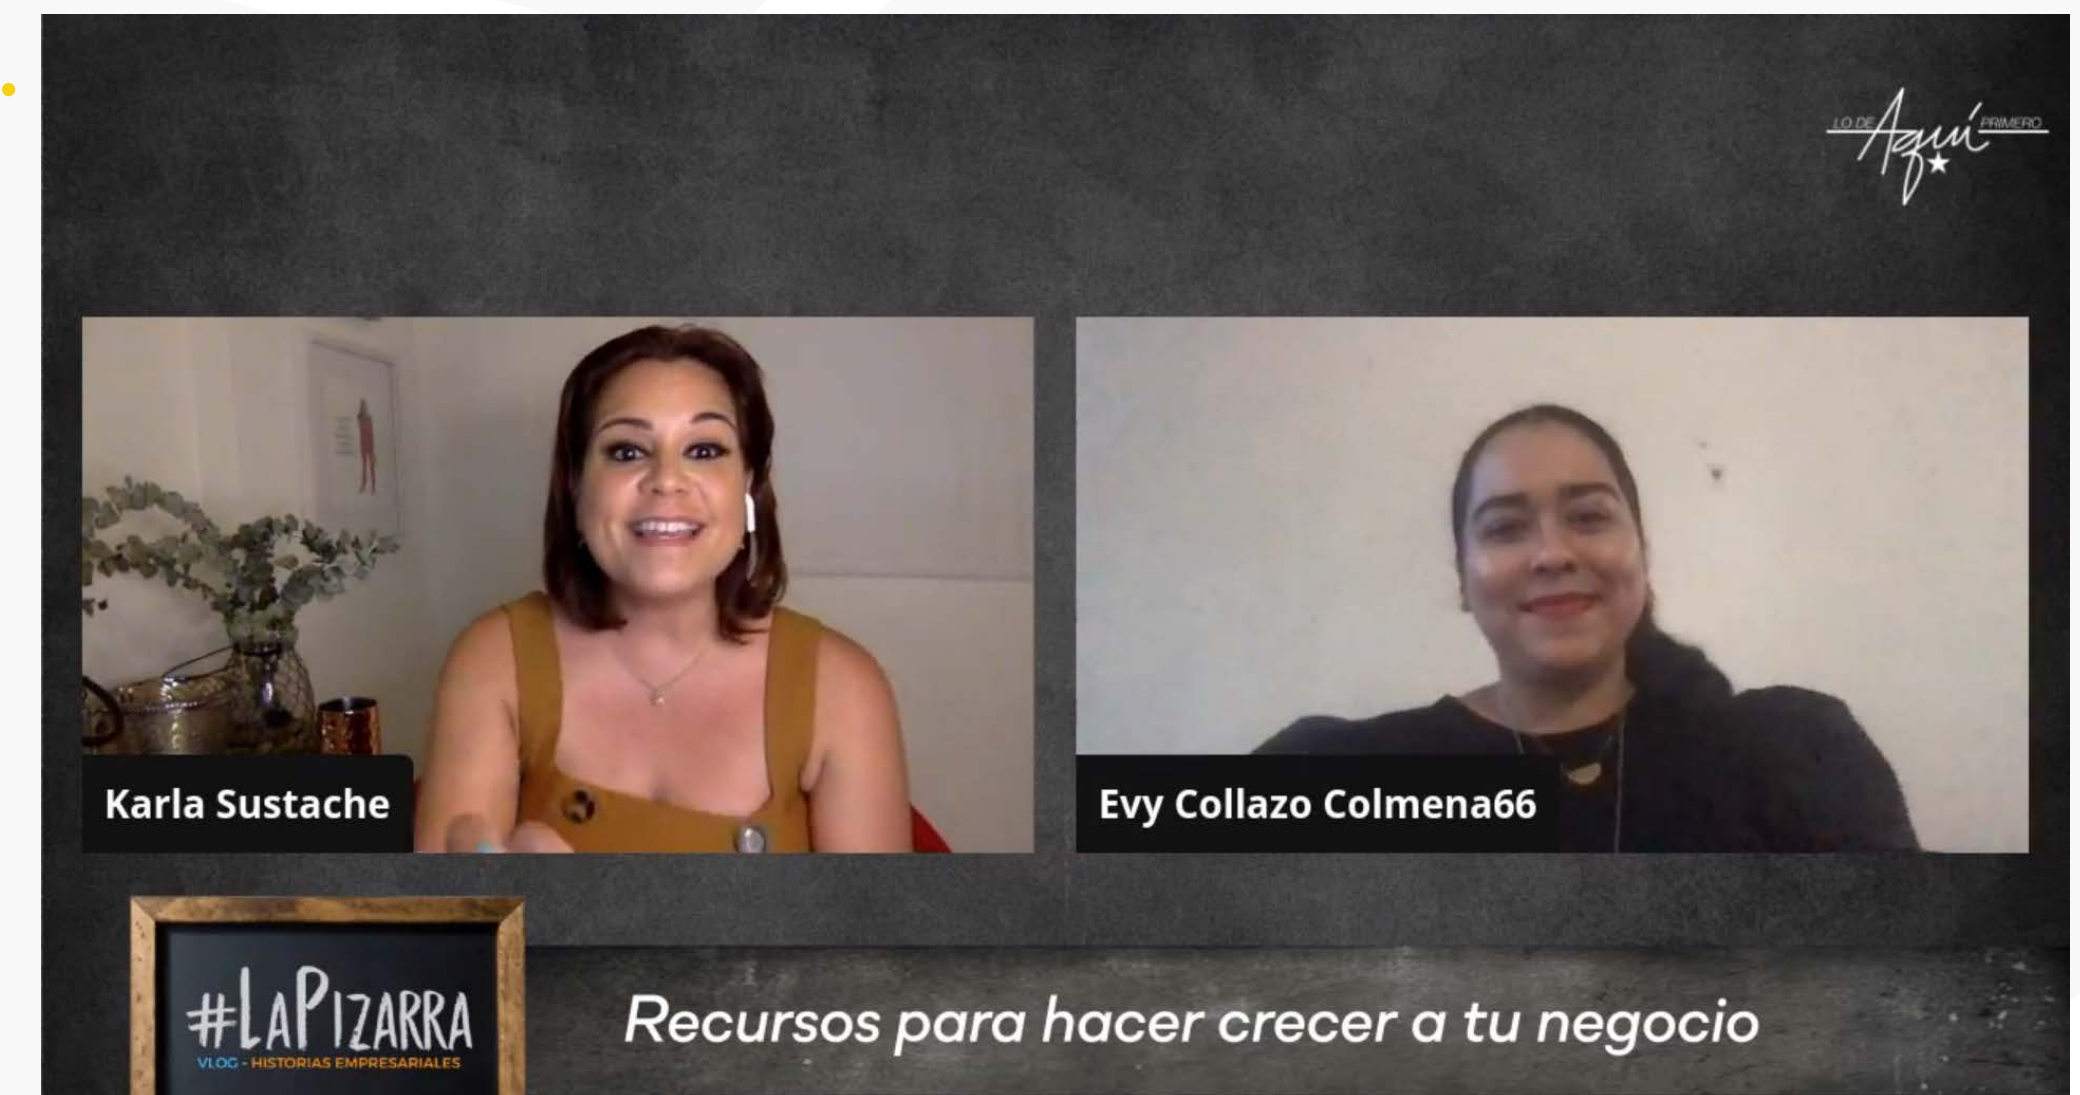 LO DE Aquí PRIMERO
Karla Sustache
Evy Collazo Colmena66
#LAPIZARRA
VLOG - HISTORIAS EMPRESARIALES
Recursos para hacer crecer a tu negocio